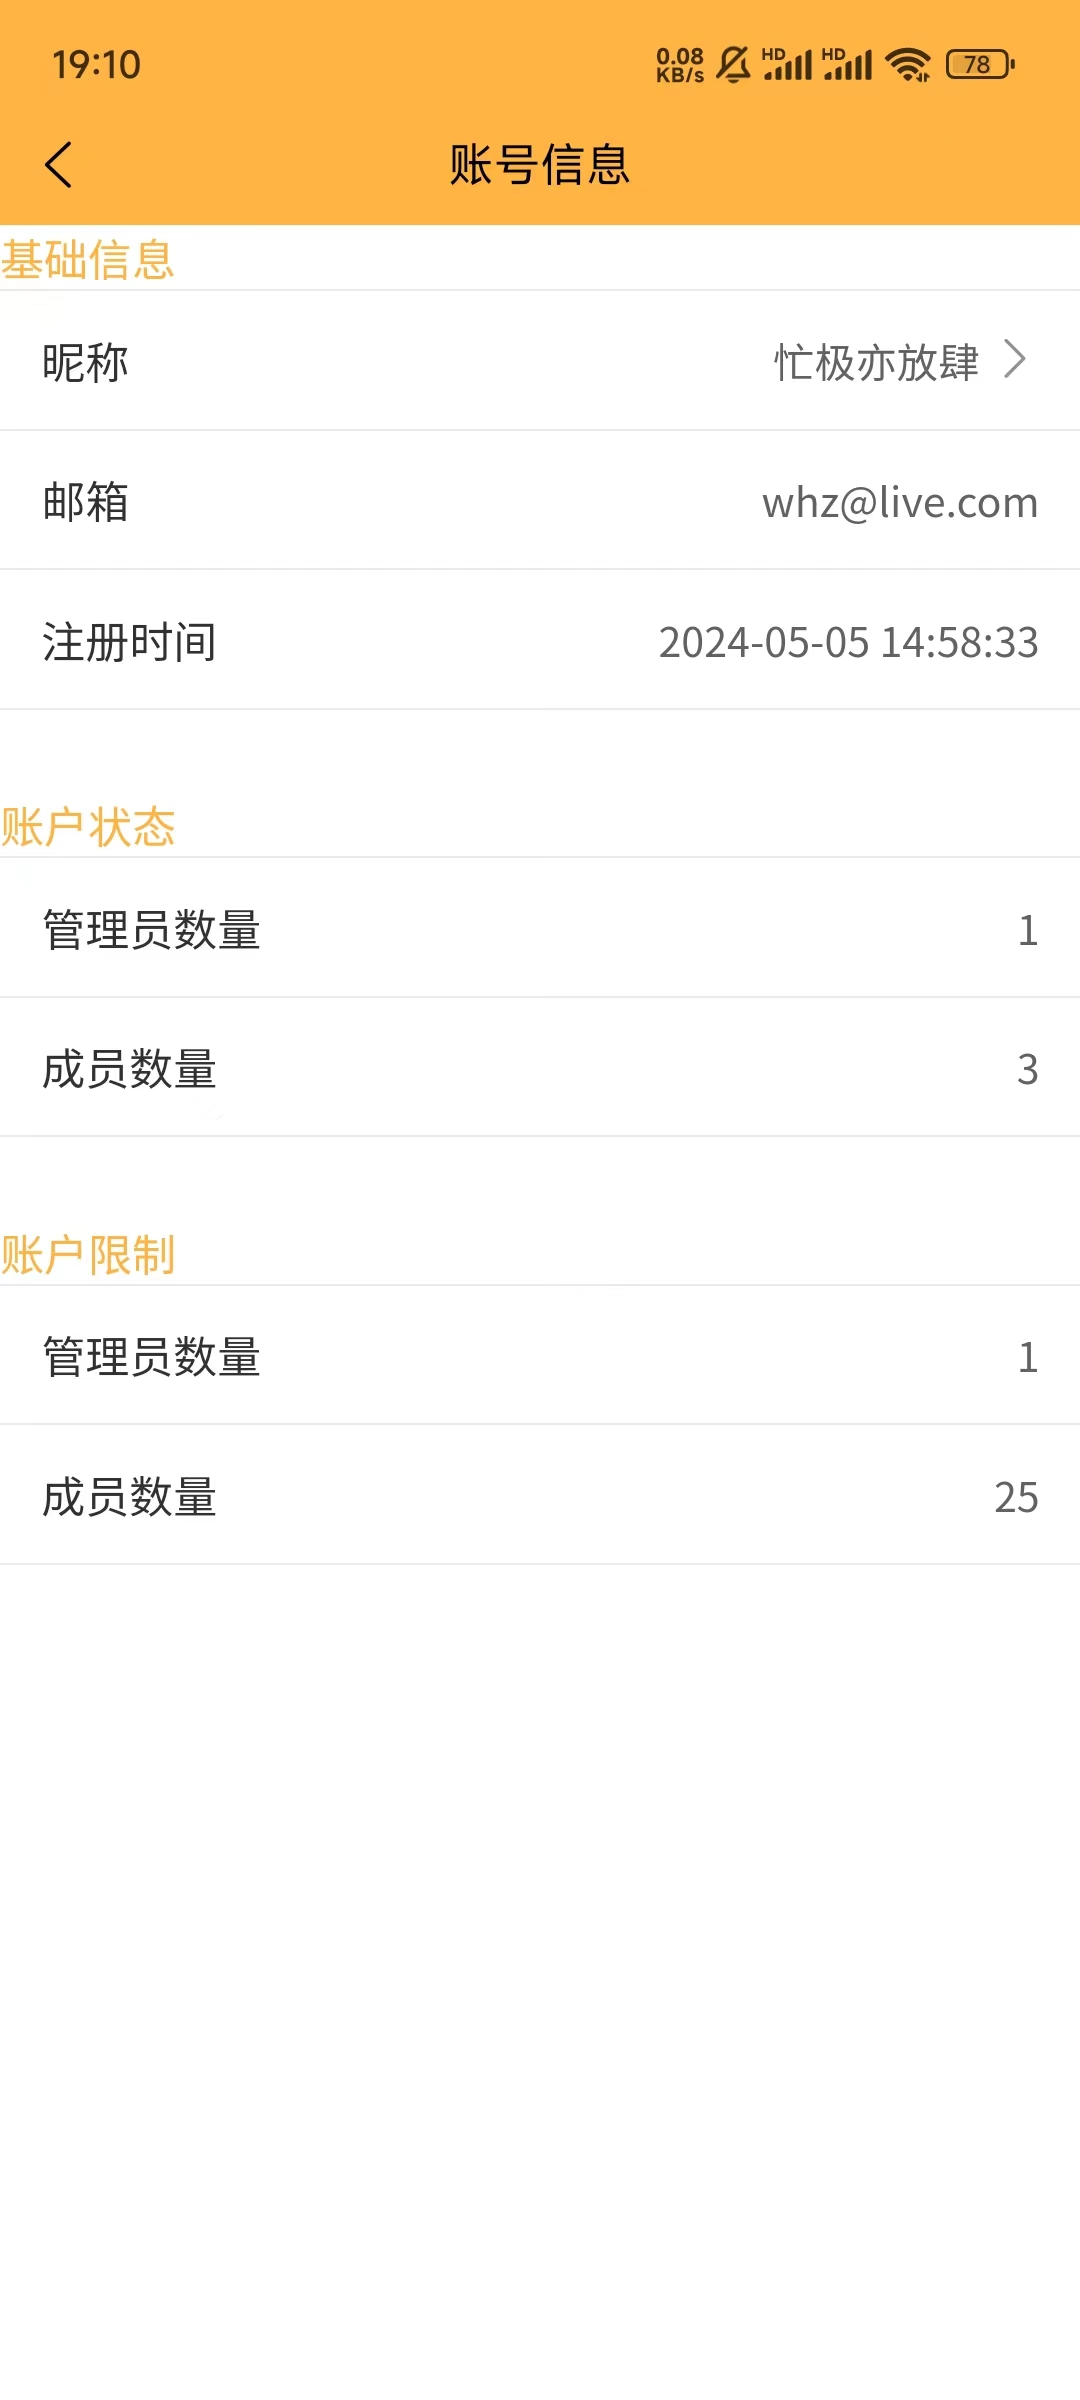 19:10
0.08 KB/s HD HD 78
账号信息
基础信息
昵称 忙极亦放肆
邮箱 whz@live.com
注册时间 2024-05-05 14:58:33
账户状态
管理员数量 1
成员数量 3
账户限制
管理员数量 1
成员数量 25